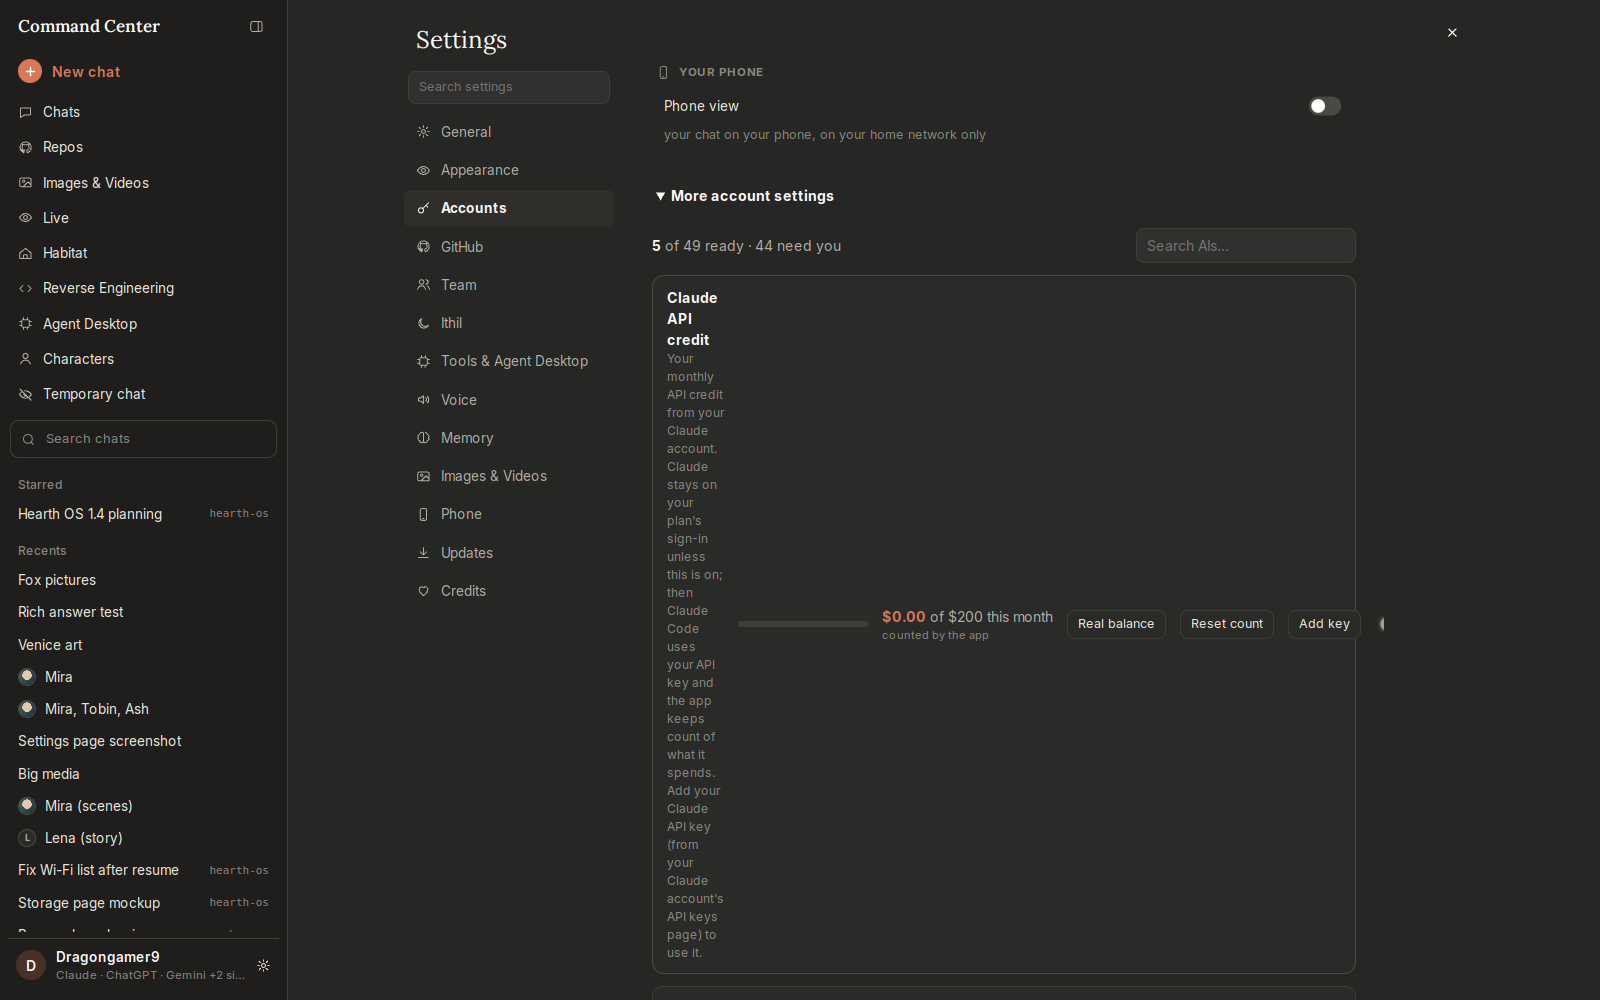 Command Center
New chat
Chats
Repos
Images & Videos
Live
Habitat
Reverse Engineering
Agent Desktop
Characters
Temporary chat
Search chats
Starred
Hearth OS 1.4 planning hearth-os
Recents
Fox pictures
Rich answer test
Venice art
Mira
Mira, Tobin, Ash
Settings page screenshot
Big media
Mira (scenes)
L Lena (story)
Fix Wi-Fi list after resume hearth-os
Storage page mockup hearth-os
D Dragongamer9
Claude · ChatGPT · Gemini +2 si...
Settings
Search settings
General
Appearance
Accounts
GitHub
Team
Ithil
Tools & Agent Desktop
Voice
Memory
Images & Videos
Phone
Updates
Credits
YOUR PHONE
Phone view
your chat on your phone, on your home network only
▼ More account settings
5 of 49 ready · 44 need you
Search AIs...
Claude
API
credit
Your
monthly
API credit
from your
Claude
account.
Claude
stays on
your
plan's
sign-in
unless
this is on;
then
Claude
Code
uses
your API
key and
the app
keeps
count of
what it
spends.
Add your
Claude
API key
(from
your
Claude
account's
API keys
page) to
use it.
$0.00 of $200 this month
counted by the app
Real balance
Reset count
Add key